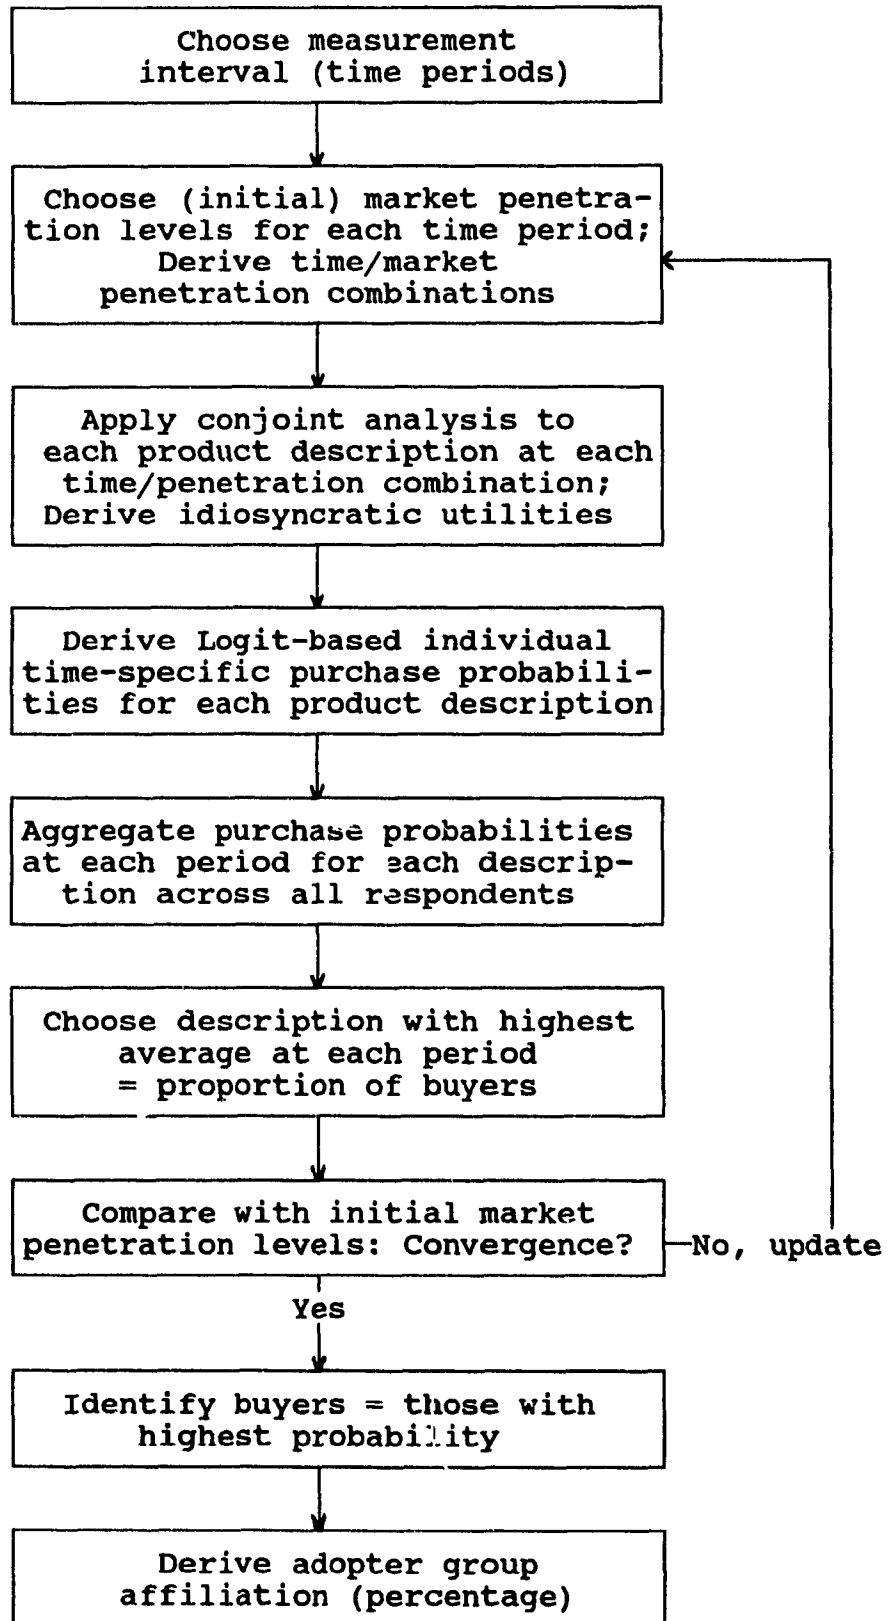 Choose measurement
interval (time periods)
Choose (initial) market penetra-
tion levels for each time period;
Derive time/market
penetration combinations
Apply conjoint analysis to
each product description at each
time/penetration combination;
Derive idiosyncratic utilities
Derive Logit-based individual
time-specific purchase probabili-
ties for each product description
Aggregate purchase probabilities
at each period for each descrip-
tion across all respondents
Choose description with highest
average at each period
= proportion of buyers
Compare with initial market
penetration levels: Convergence?
No, update
Yes
Identify buyers = those with
highest probability
Derive adopter group
affiliation (percentage)